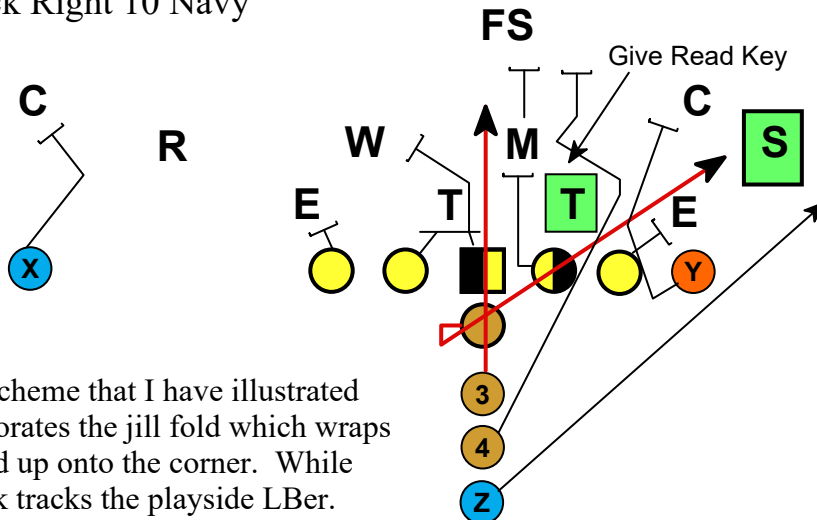 ck Right 10 Navy
FS
Give Read Key
C
C
R
W
M
S
T
T
E
E
X
Y
3
cheme that I have illustrated
orates the jill fold which wraps
4
d up onto the corner. While
k tracks the playside LBer.
Z